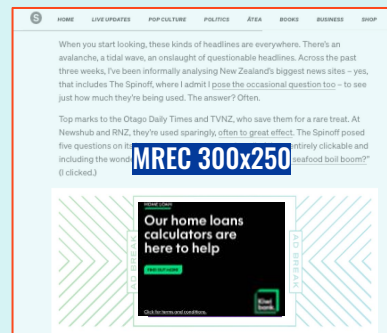 S HOME LIVE UPDATES POP CULTURE POLITICS ĀTEA BOOKS BUSINESS SHOP
When you start looking, these kinds of headlines are everywhere. There's an
avalanche, a tidal wave, an onslaught of questionable headlines. Across the past
three weeks, I've been informally analysing New Zealand's biggest news sites – yes,
that includes The Spinoff, where I admit I pose the occasional question too – to see
just how much they're being used. The answer? Often.
Top marks to the Otago Daily Times and TVNZ, who save them for a rare treat. At
Newshub and RNZ, they're used sparingly, often to great effect. The Spinoff posed
five questions on its entirely clickable and
including the seafood boil boom?"
MREC 300x250
(I clicked.)
AD BREAK
HOME LOANS
Our home loans
calculators are
here to help
FIND OUT MORE
Click for terms and conditions.
Kiwi
bank
AD BREAK